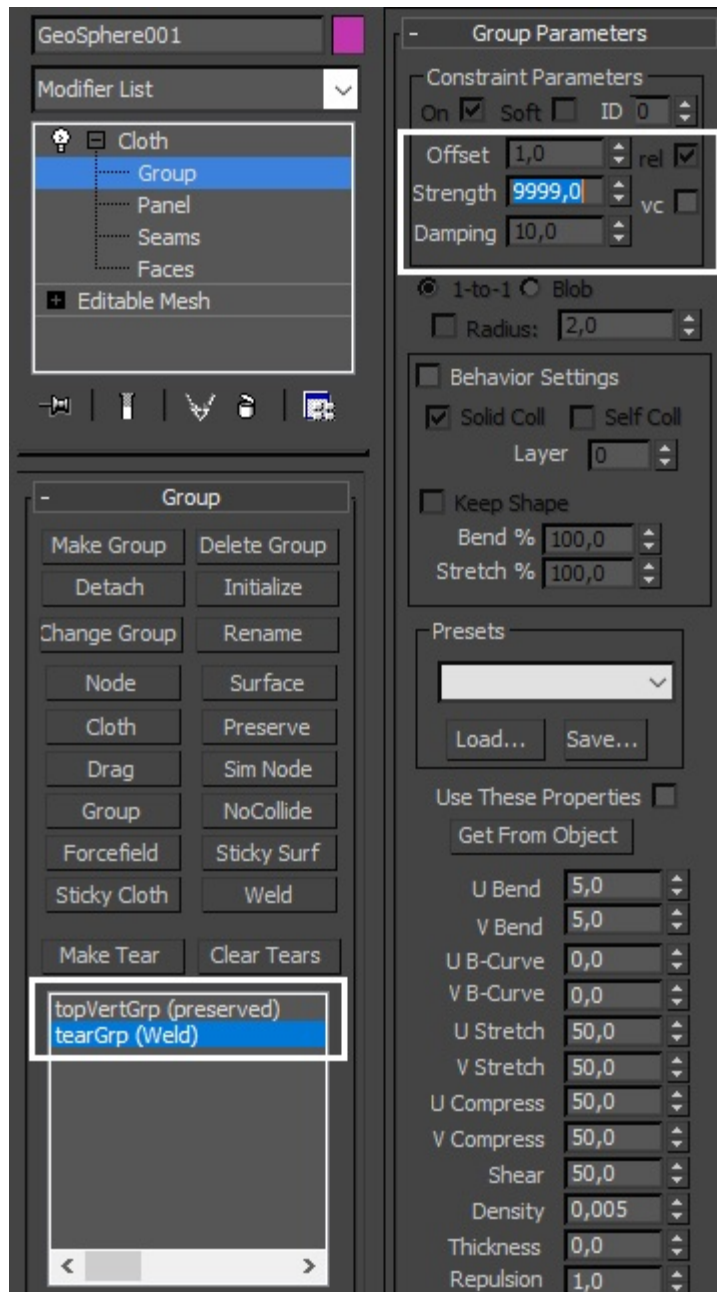 GeoSphere001
Modifier List
Cloth
Group
Panel
Seams
Faces
Editable Mesh
- Group
Make Group Delete Group
Detach Initialize
Change Group Rename
Node Surface
Cloth Preserve
Drag Sim Node
Group NoCollide
Forcefield Sticky Surf
Sticky Cloth Weld
Make Tear Clear Tears
topVertGrp (preserved)
tearGrp (Weld)
- Group Parameters
Constraint Parameters
On Soft ID 0
Offset 1,0 rel
Strength 9999,0 vc
Damping 10,0
1-to-1 Blob
Radius: 2,0
Behavior Settings
Solid Coll Self Coll
Layer 0
Keep Shape
Bend % 100,0
Stretch % 100,0
Presets
Load... Save...
Use These Properties
Get From Object
U Bend 5,0
V Bend 5,0
U B-Curve 0,0
V B-Curve 0,0
U Stretch 50,0
V Stretch 50,0
U Compress 50,0
V Compress 50,0
Shear 50,0
Density 0,005
Thickness 0,0
Repulsion 1,0